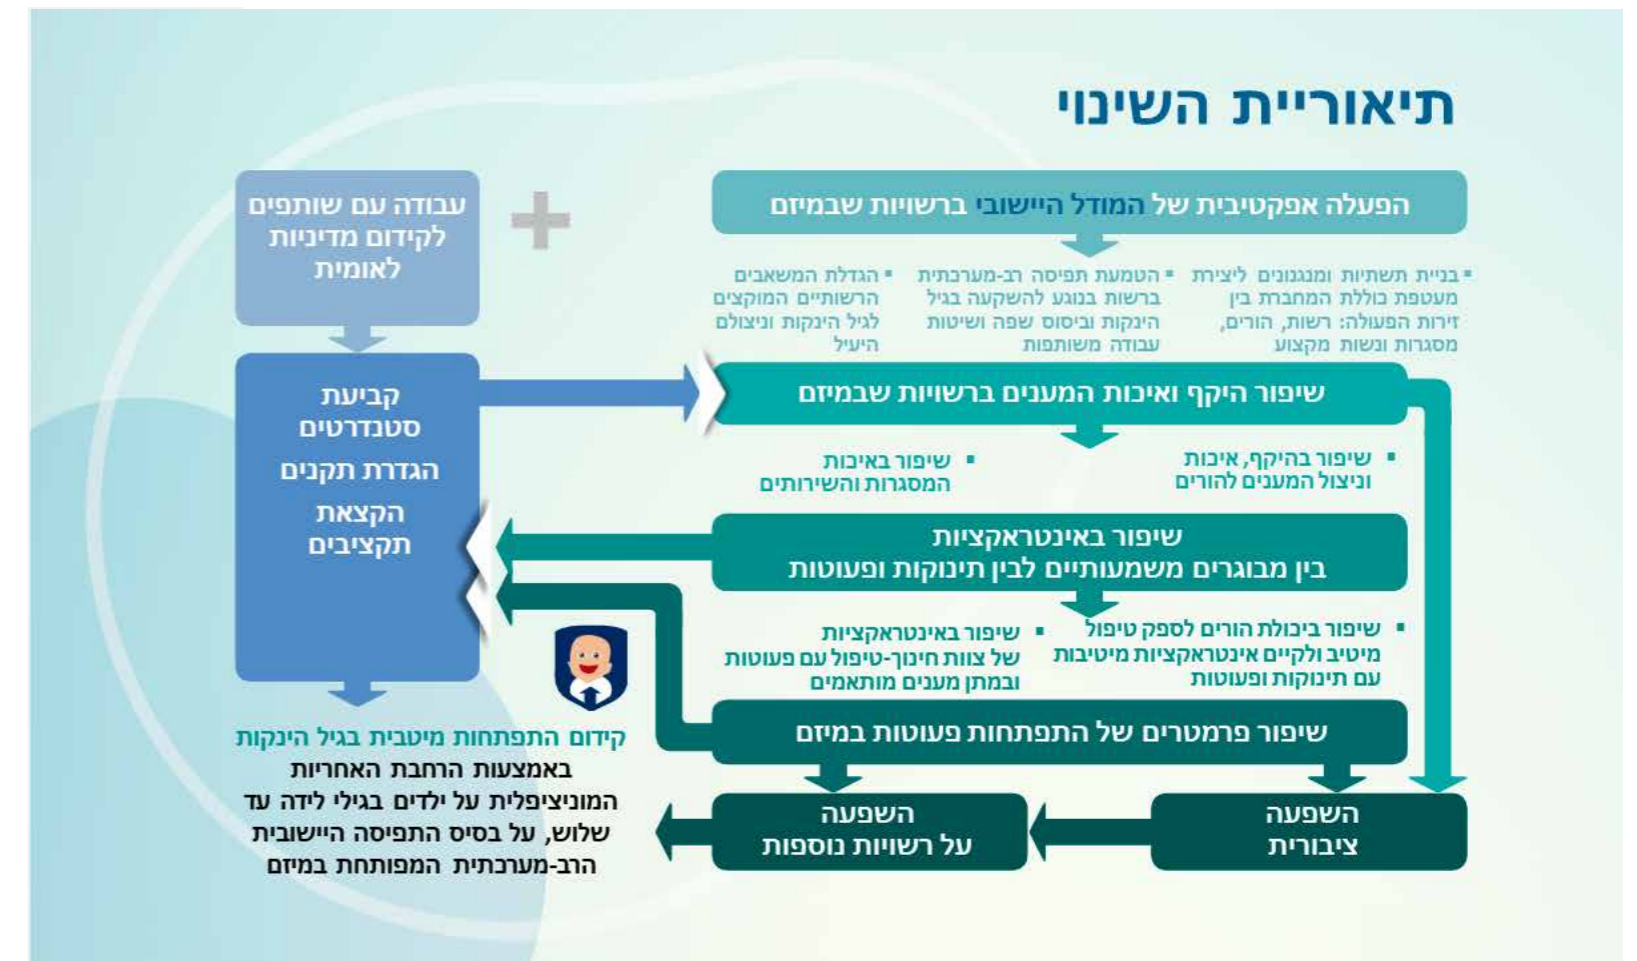 תיאוריית השינוי
הפעלה אפקטיבית של המודל היישובי ברשויות שבמיזם
▪ בניית תשתיות ומנגנונים ליצירת
מעטפת כוללת המחברת בין
זירות הפעולה: רשות, הורים,
מסגרות ונשות מקצוע
▪ הטמעת תפיסה רב-מערכתית
ברשות בנוגע להשקעה בגיל
הינקות וביסוס שפה ושיטות
עבודה משותפות
▪ הגדלת המשאבים
הרשותיים המוקצים
לגיל הינקות וניצולם
היעיל
שיפור היקף ואיכות המענים ברשויות שבמיזם
▪ שיפור בהיקף, איכות
וניצול המענים להורים
▪ שיפור באיכות
המסגרות והשירותים
שיפור באינטראקציות
בין מבוגרים משמעותיים לבין תינוקות ופעוטות
▪ שיפור ביכולת הורים לספק טיפול
מיטיב ולקיים אינטראקציות מיטיבות
עם תינוקות ופעוטות
▪ שיפור באינטראקציות
של צוות חינוך-טיפול עם פעוטות
ובמתן מענים מותאמים
שיפור פרמטרים של התפתחות פעוטות במיזם
השפעה
ציבורית
השפעה
על רשויות נוספות
+
עבודה עם שותפים
לקידום מדיניות
לאומית
קביעת
סטנדרטים
הגדרת תקנים
הקצאת
תקציבים
קידום התפתחות מיטבית בגיל הינקות
באמצעות הרחבת האחריות
המוניציפלית על ילדים בגילי לידה עד
שלוש, על בסיס התפיסה היישובית
הרב-מערכתית המפותחת במיזם